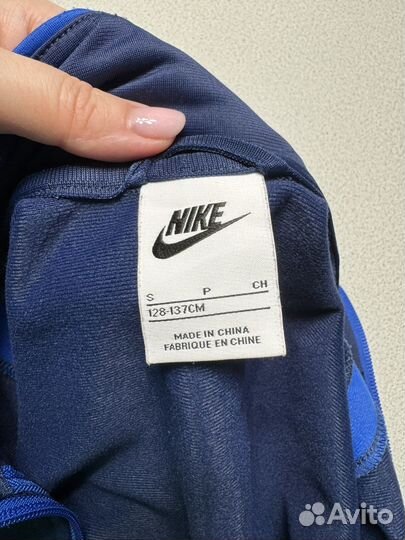 NIKE
S P CH
128-137CM
MADE IN CHINA
FABRIQUE EN CHINE
Avito